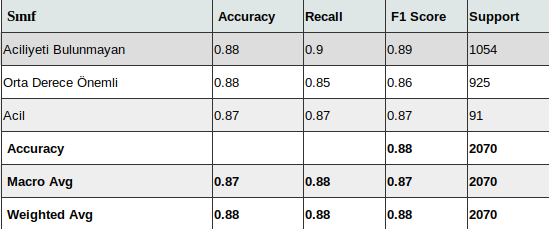 Sınıf Accuracy Recall F1 Score Support
Aciliyeti Bulunmayan 0.88 0.9 0.89 1054
Orta Derece Önemli 0.88 0.85 0.86 925
Acil 0.87 0.87 0.87 91
Accuracy 0.88 2070
Macro Avg 0.87 0.88 0.87 2070
Weighted Avg 0.88 0.88 0.88 2070